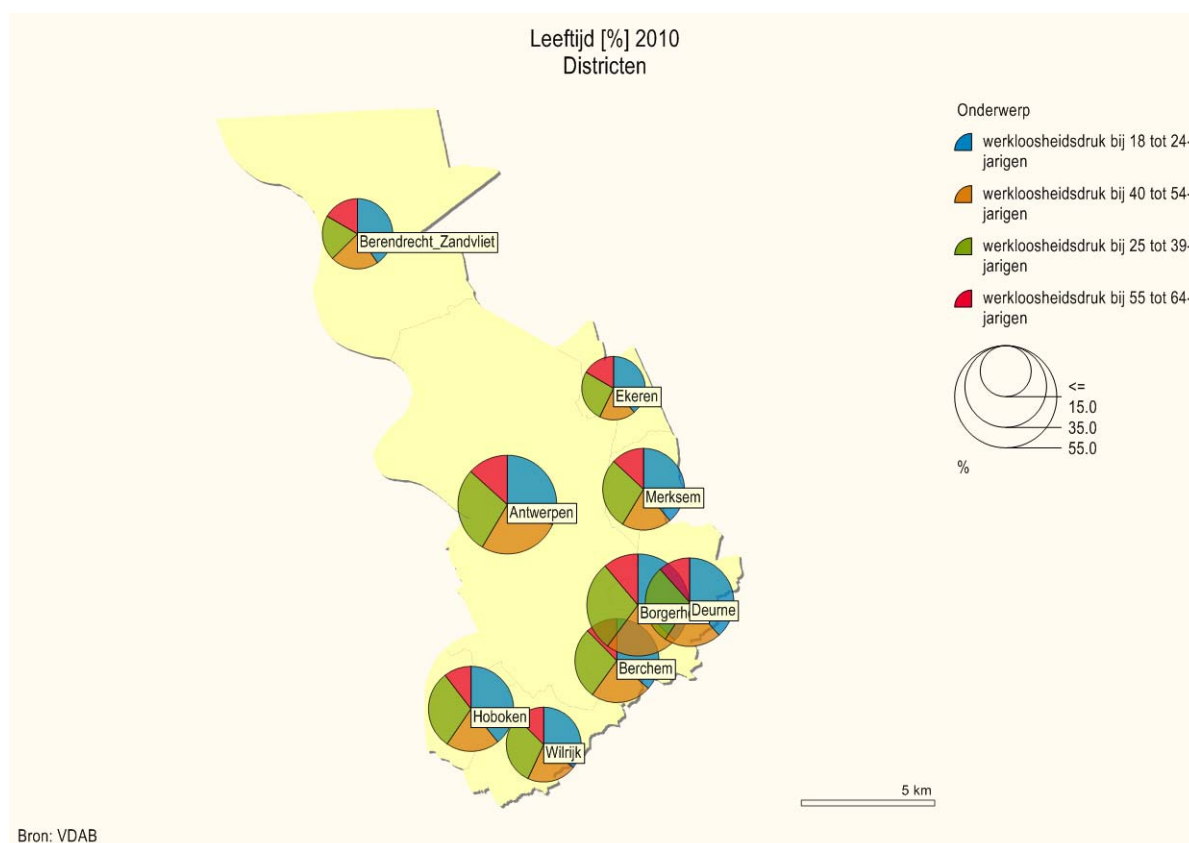 Leeftijd [%] 2010
Districten
Onderwerp
werkloosheidsdruk bij 18 tot 24-
jarigen
werkloosheidsdruk bij 40 tot 54-
jarigen
werkloosheidsdruk bij 25 tot 39-
jarigen
werkloosheidsdruk bij 55 tot 64-
jarigen
<=
15.0
35.0
55.0
%
Berendrecht_Zandvliet
Ekeren
Merksem
Antwerpen
Deurne
Berchem
Hoboken
Wilrijk
5 km
Bron: VDAB